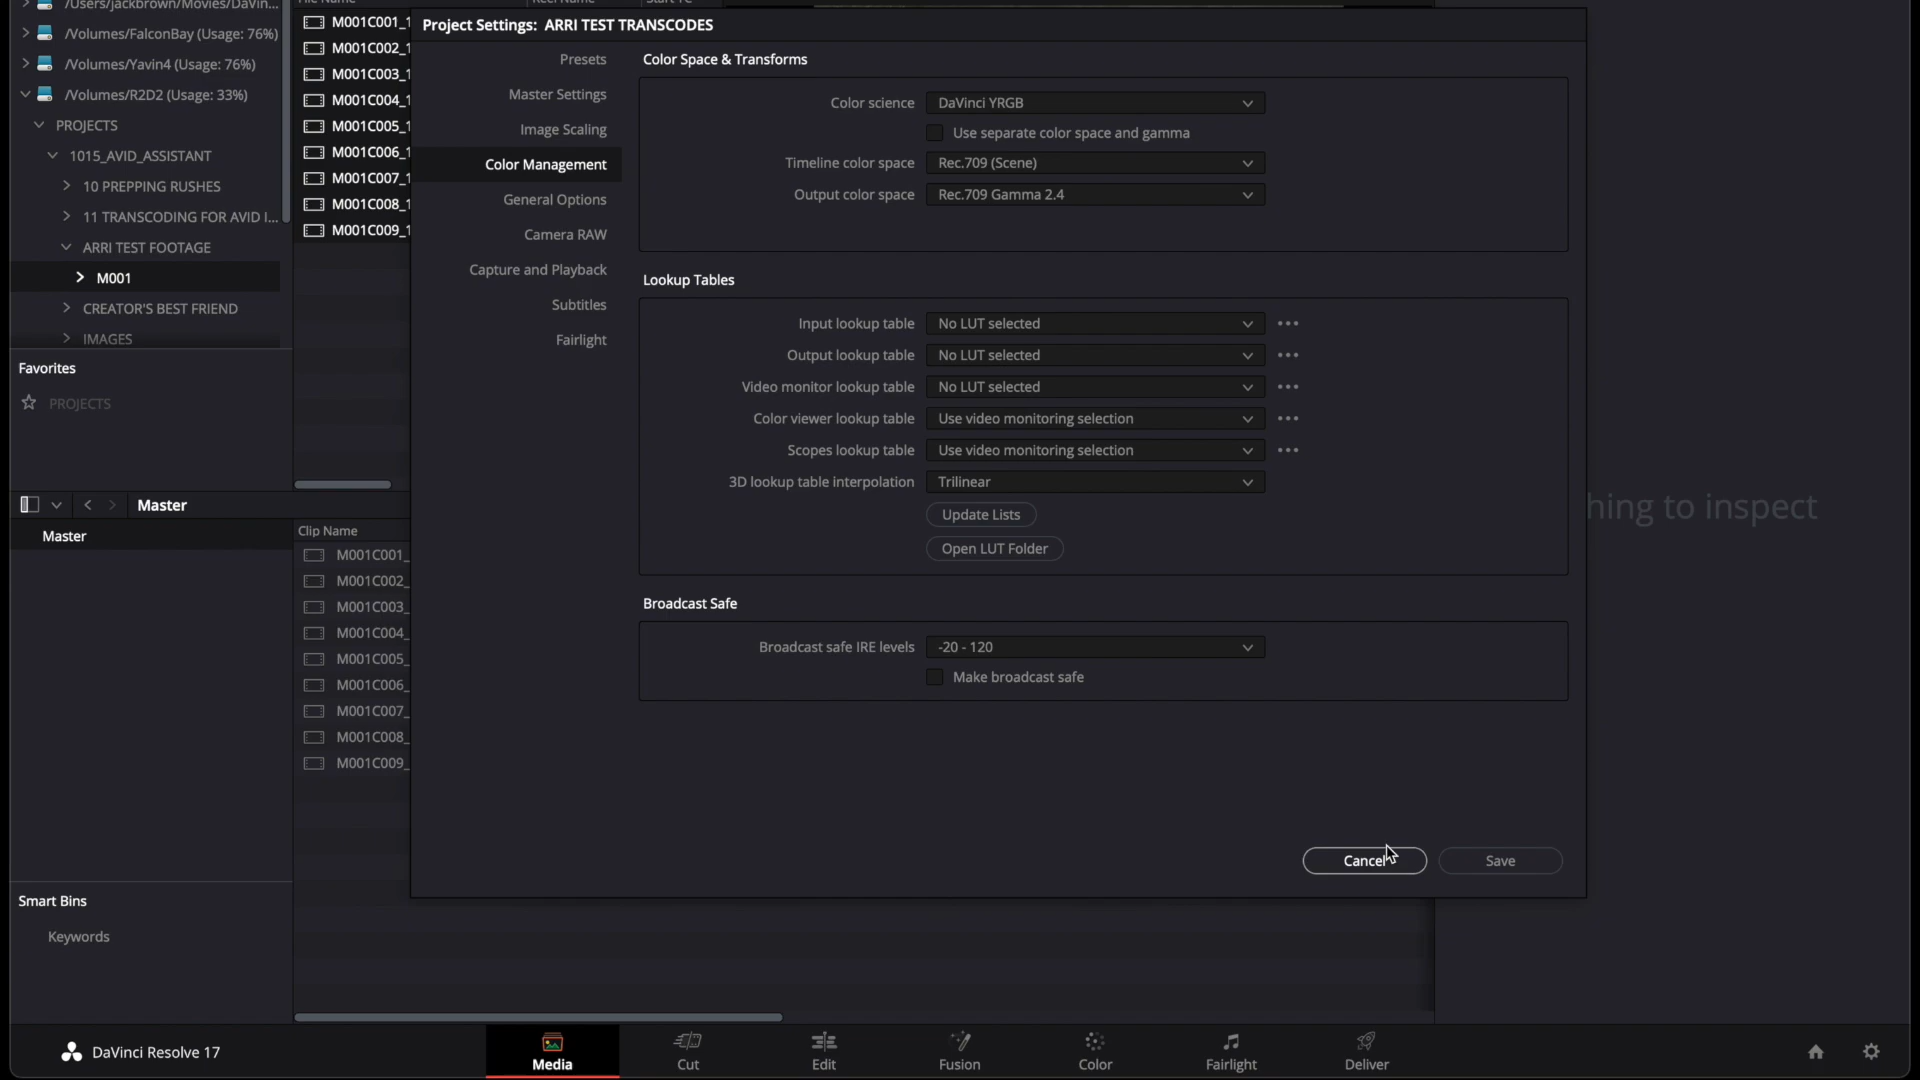 /Users/jackbrown/Movies/DaVin...
/Volumes/FalconBay (Usage: 76%)
/Volumes/Yavin4 (Usage: 76%)
/Volumes/R2D2 (Usage: 33%)
PROJECTS
1015_AVID_ASSISTANT
10 PREPPING RUSHES
11 TRANSCODING FOR AVID I...
ARRI TEST FOOTAGE
M001
CREATOR'S BEST FRIEND
IMAGES
Favorites
PROJECTS
File Name Reel Name Start TC
M001C001_1
M001C002_1
M001C003_1
M001C004_1
M001C005_1
M001C006_1
M001C007_1
M001C008_1
M001C009_1
Project Settings: ARRI TEST TRANSCODES
Presets
Master Settings
Image Scaling
Color Management
General Options
Camera RAW
Capture and Playback
Subtitles
Fairlight
Color Space & Transforms
Color science DaVinci YRGB
Use separate color space and gamma
Timeline color space Rec.709 (Scene)
Output color space Rec.709 Gamma 2.4
Lookup Tables
Input lookup table No LUT selected
Output lookup table No LUT selected
Video monitor lookup table No LUT selected
Color viewer lookup table Use video monitoring selection
Scopes lookup table Use video monitoring selection
3D lookup table interpolation Trilinear
Update Lists
Open LUT Folder
Broadcast Safe
Broadcast safe IRE levels -20 - 120
Make broadcast safe
Cancel Save
hing to inspect
Master
Master
Clip Name
M001C001_
M001C002_
M001C003_
M001C004_
M001C005_
M001C006_
M001C007_
M001C008_
M001C009_
Smart Bins
Keywords
DaVinci Resolve 17
Media Cut Edit Fusion Color Fairlight Deliver